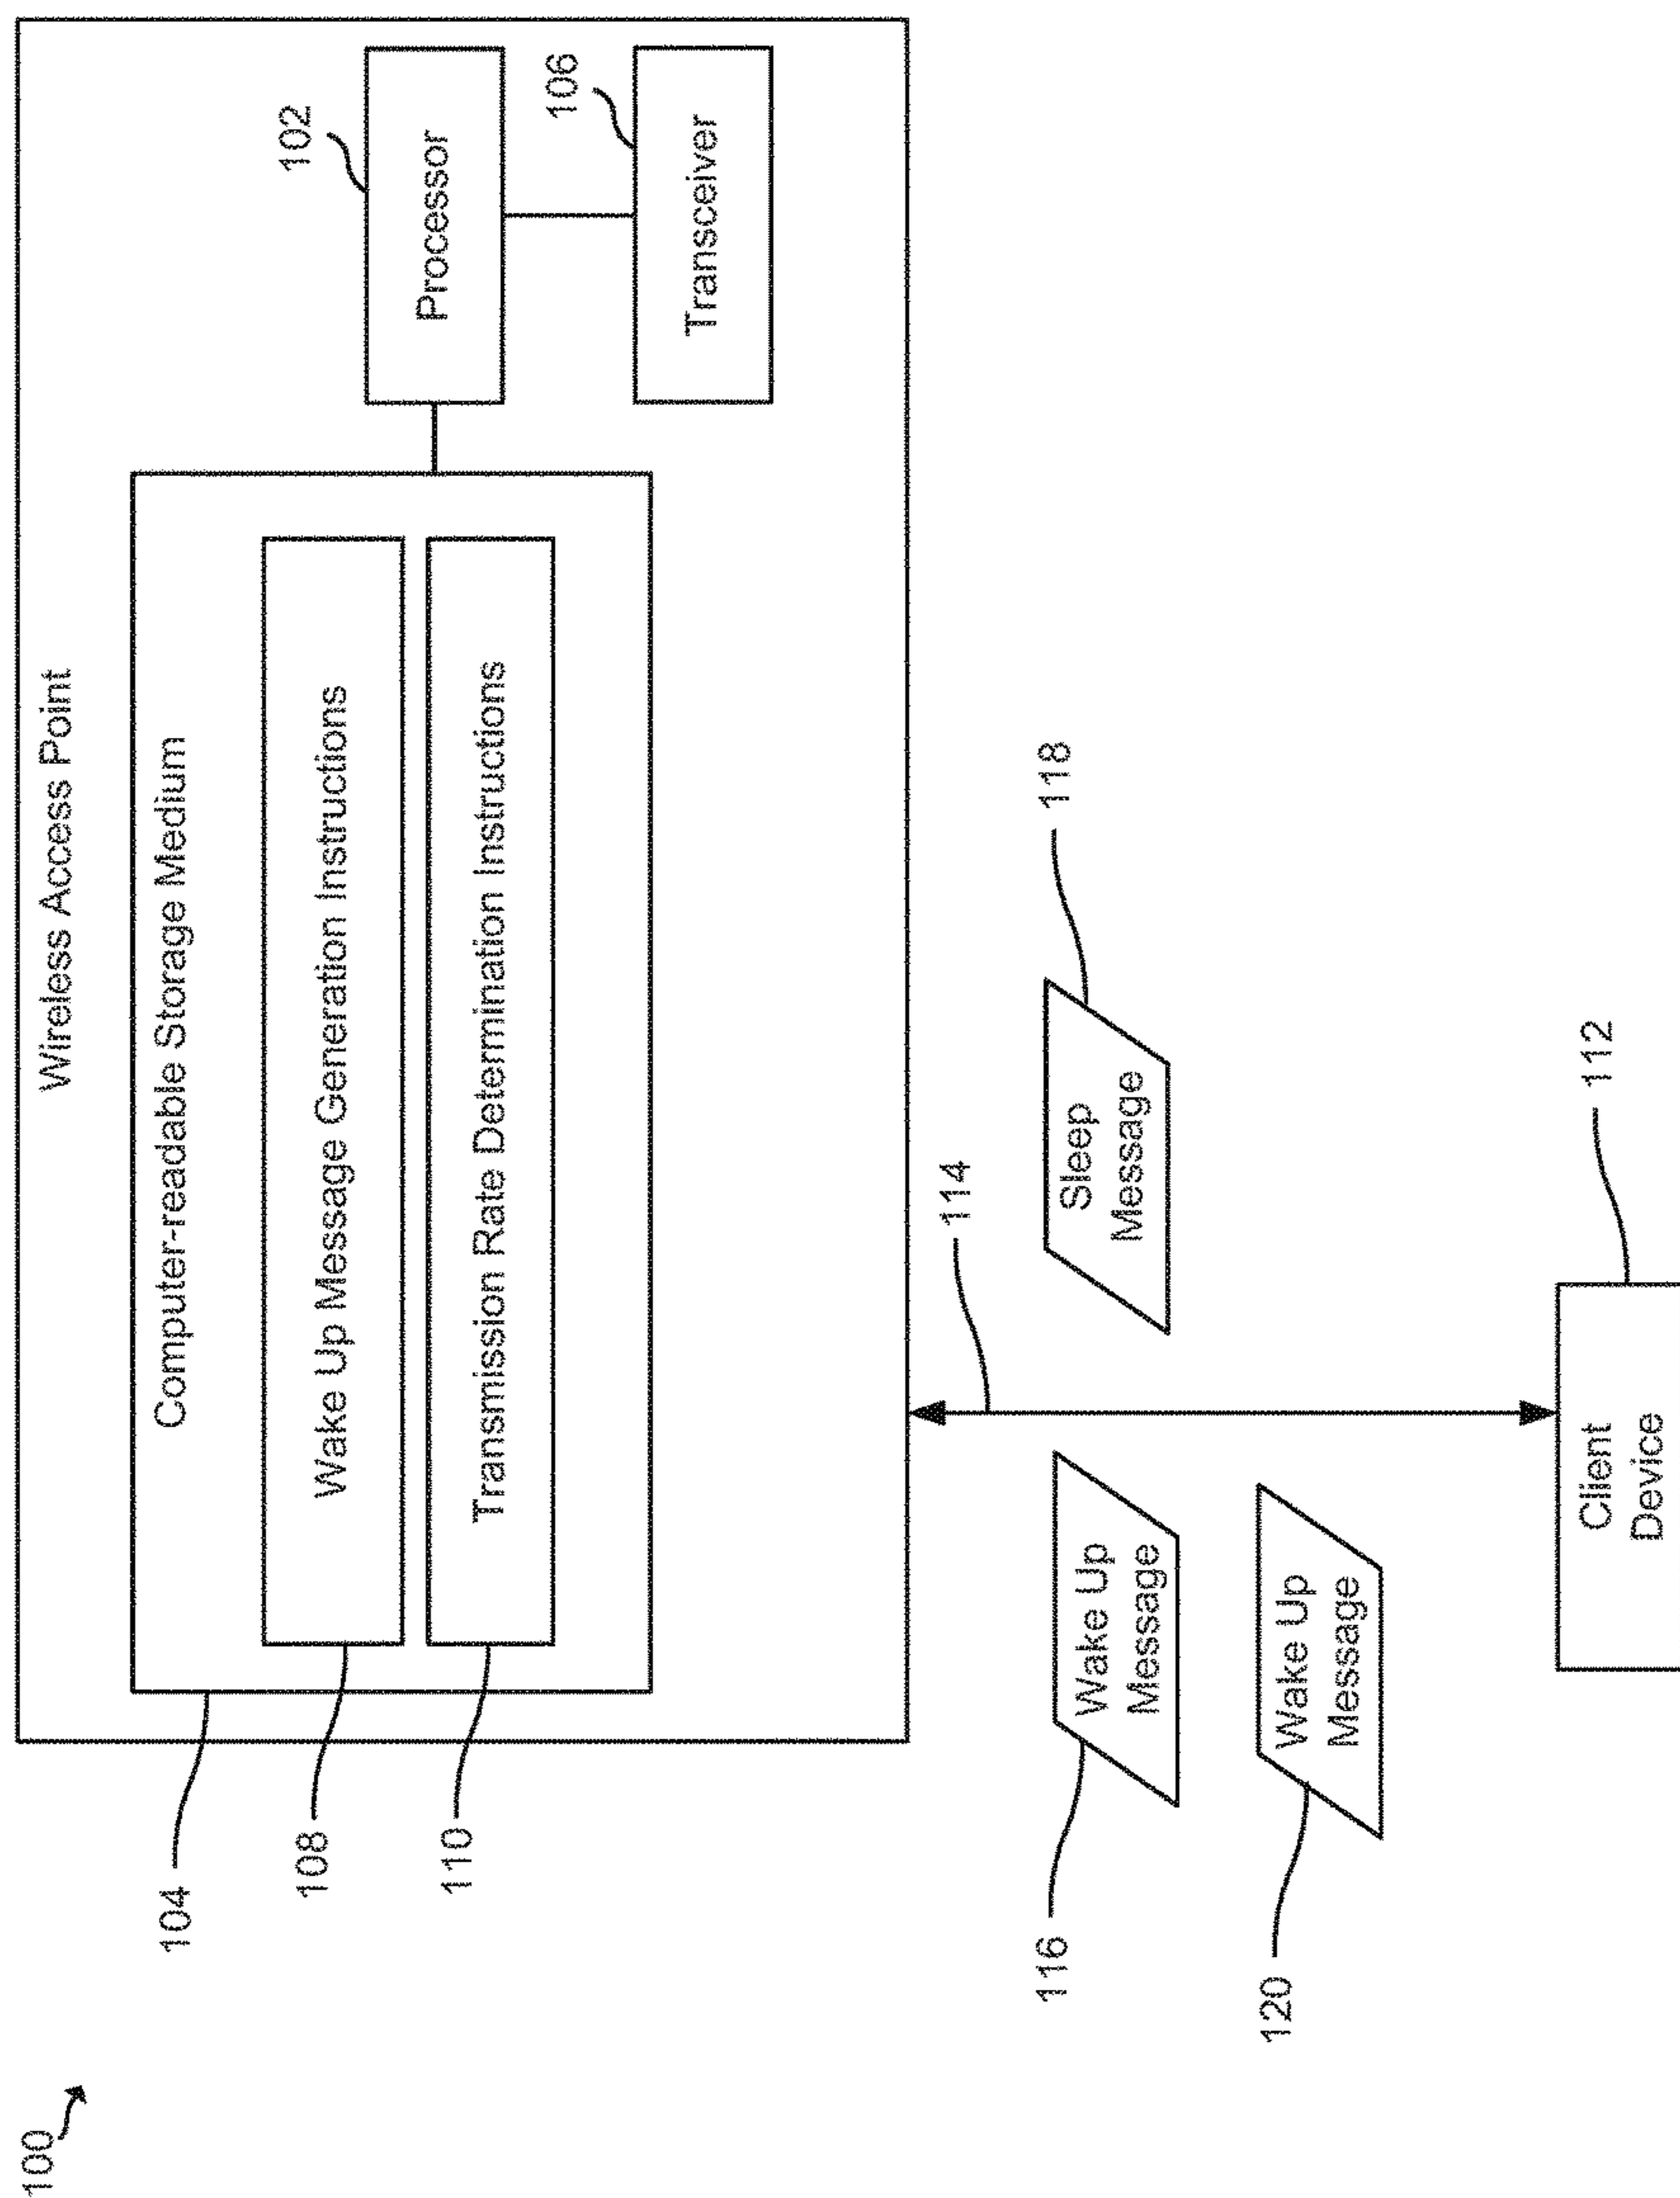 100
Wireless Access Point
104
Computer-readable Storage Medium
102
108
Wake Up Message Generation Instructions
Processor
110
Transmission Rate Determination Instructions
106
Transceiver
114
116
Wake Up
Message
118
Sleep
Message
120
Wake Up
Message
112
Client
Device